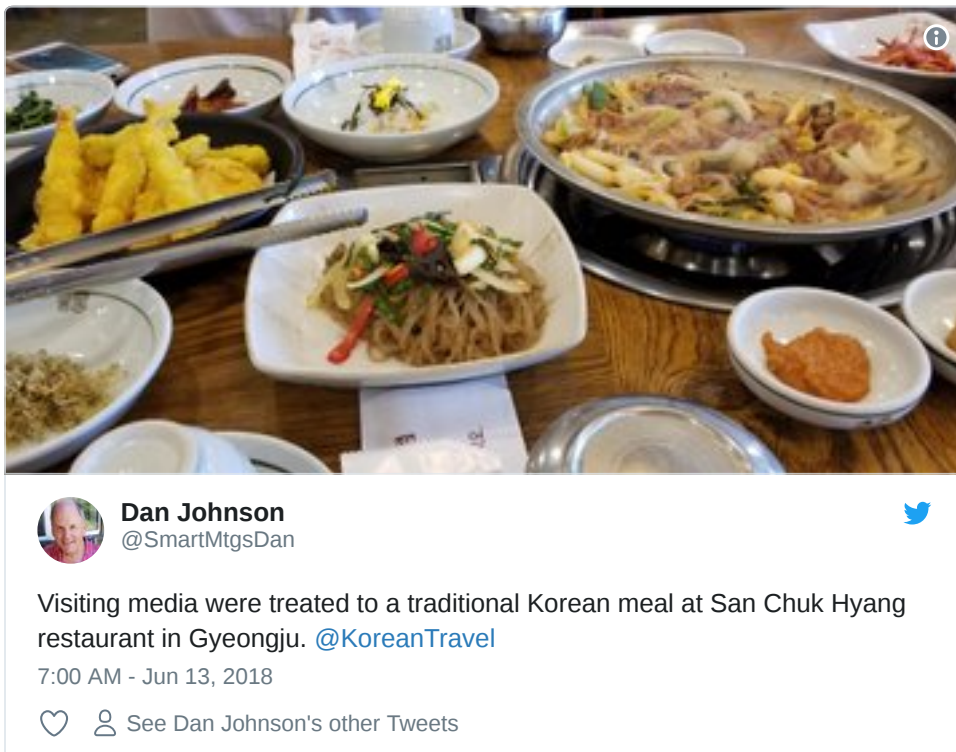 Dan Johnson
@SmartMtgsDan
Visiting media were treated to a traditional Korean meal at San Chuk Hyang
restaurant in Gyeongju. @KoreanTravel
7:00 AM - Jun 13, 2018
See Dan Johnson's other Tweets